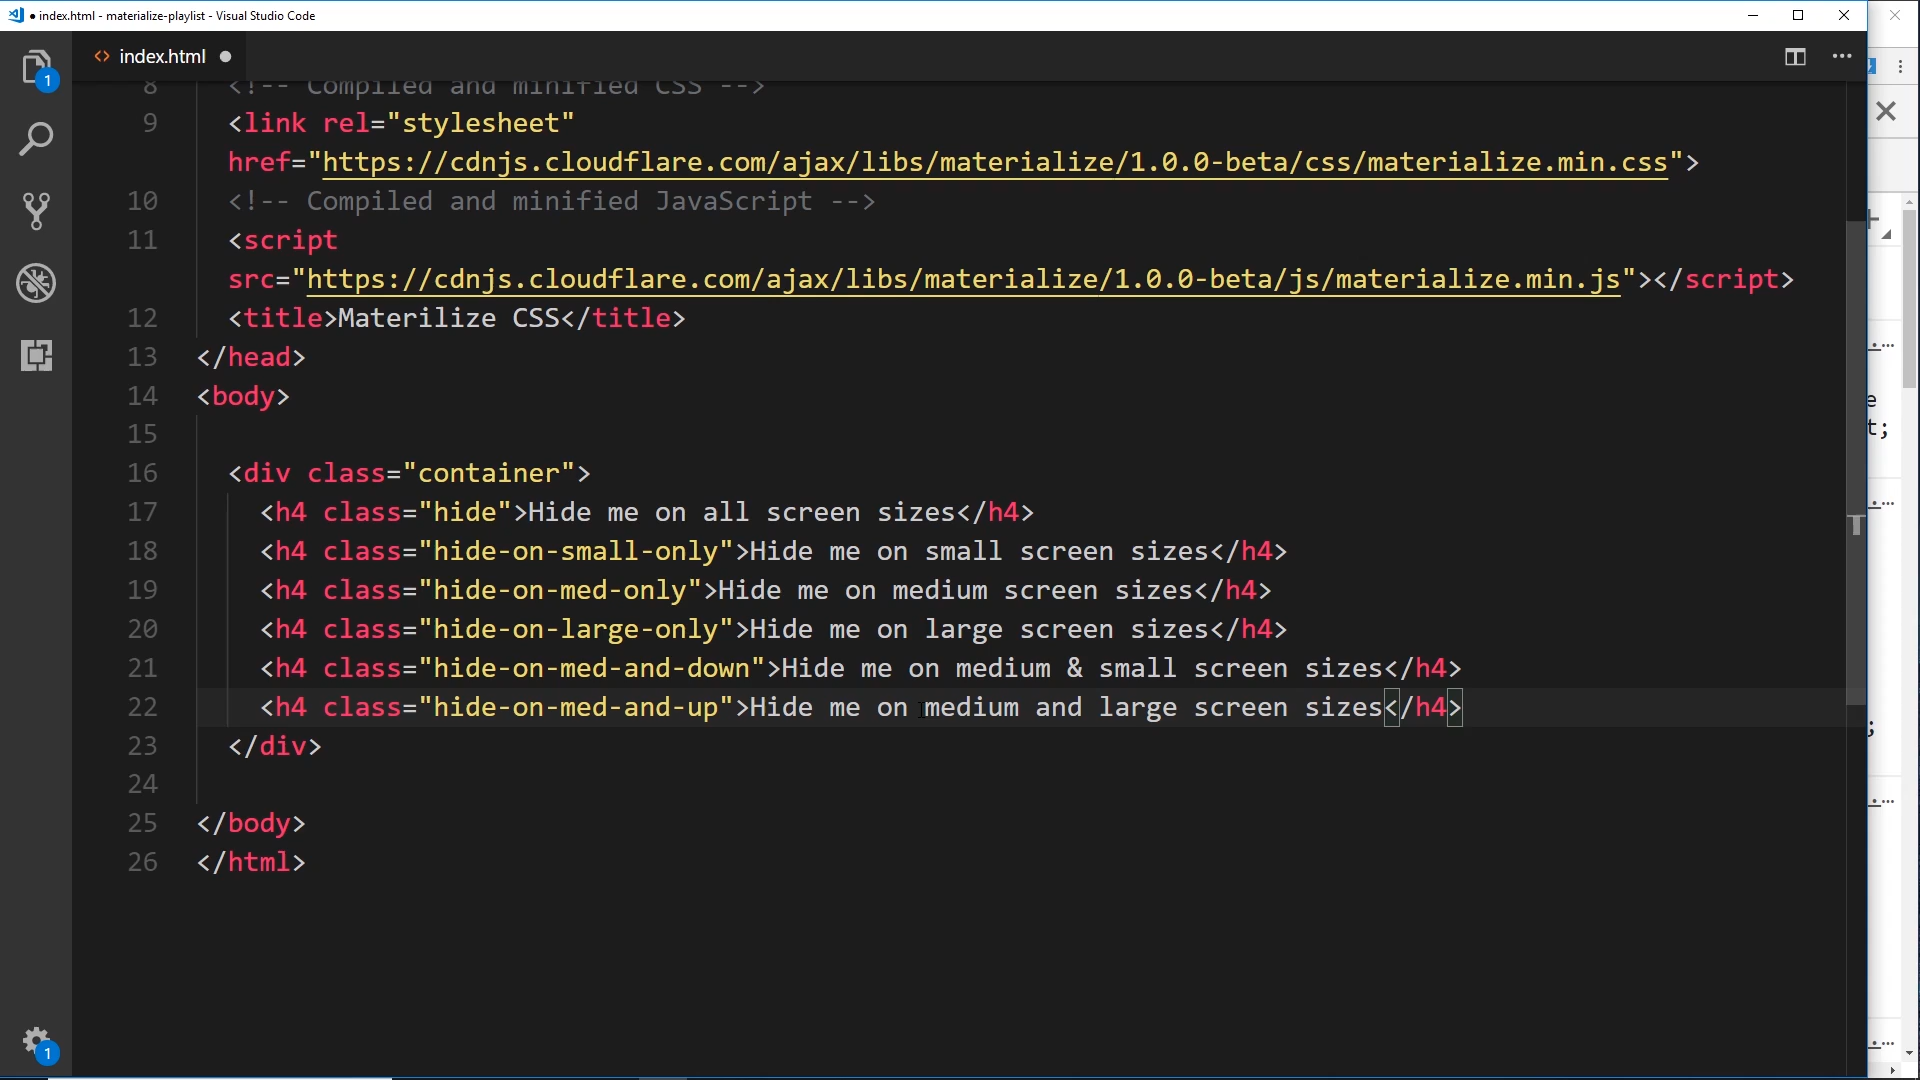 ● index.html - materialize-playlist - Visual Studio Code
<> index.html ●
1
8 <!-- Compiled and minified CSS -->
9 <link rel="stylesheet"
href="https://cdnjs.cloudflare.com/ajax/libs/materialize/1.0.0-beta/css/materialize.min.css">
10 <!-- Compiled and minified JavaScript -->
11 <script
src="https://cdnjs.cloudflare.com/ajax/libs/materialize/1.0.0-beta/js/materialize.min.js"></script>
12 <title>Materilize CSS</title>
13 </head>
14 <body>
15
16 <div class="container">
17 <h4 class="hide">Hide me on all screen sizes</h4>
18 <h4 class="hide-on-small-only">Hide me on small screen sizes</h4>
19 <h4 class="hide-on-med-only">Hide me on medium screen sizes</h4>
20 <h4 class="hide-on-large-only">Hide me on large screen sizes</h4>
21 <h4 class="hide-on-med-and-down">Hide me on medium & small screen sizes</h4>
22 <h4 class="hide-on-med-and-up">Hide me on medium and large screen sizes</h4>
23 </div>
24
25 </body>
26 </html>
1
e
t;
;